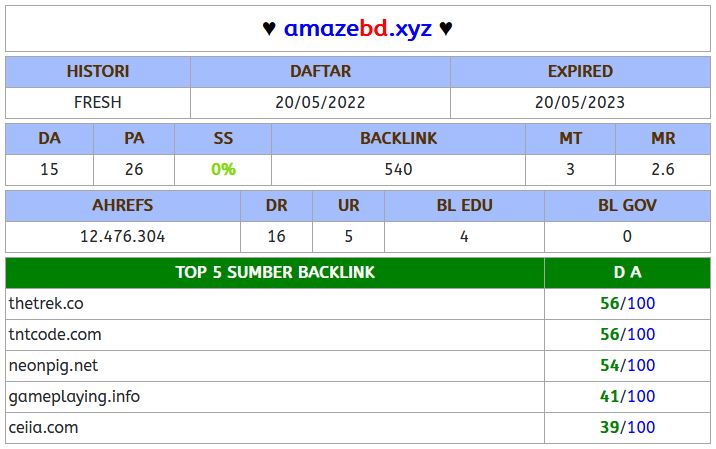 ♥ amazebd.xyz ♥
HISTORI DAFTAR EXPIRED
FRESH 20/05/2022 20/05/2023
DA PA SS BACKLINK MT MR
15 26 0% 540 3 2.6
AHREFS DR UR BL EDU BL GOV
12.476.304 16 5 4 0
TOP 5 SUMBER BACKLINK D A
thetrek.co 56/100
tntcode.com 56/100
neonpig.net 54/100
gameplaying.info 41/100
ceiia.com 39/100